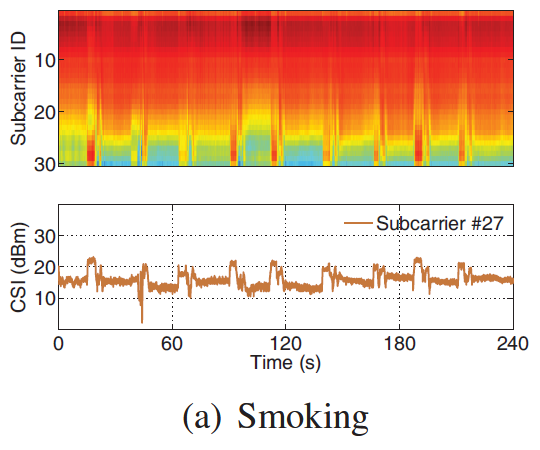 Subcarrier ID
10
20
30
CSI (dBm)
30
20
10
Subcarrier #27
0 60 120 180 240
Time (s)
(a) Smoking